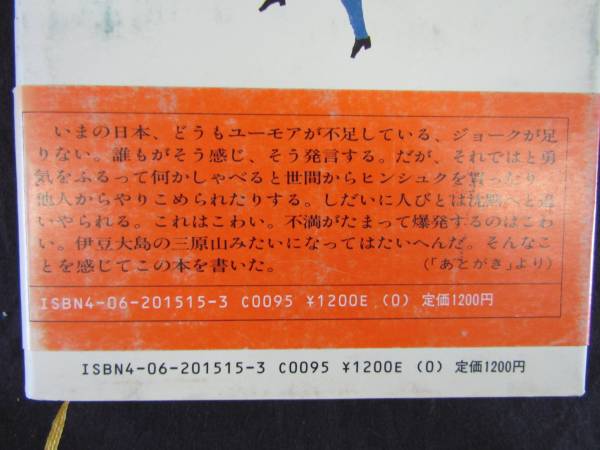 いまの日本、どうもユーモアが不足している、ジョークが足
りない。誰もがそう感じ、そう発言する。だが、それではと勇
気をふるって何かしゃべると世間からヒンシュクを買ったり、
他人からやりこめられたりする。しだいに人びとは沈黙へと追
いやられる。これはこわい。不満がたまって爆発するのはこわ
い。伊豆大島の三原山みたいになってはたいへんだ。そんなこ
とを感じてこの本を書いた。 (「あとがき」より)
ISBN4-06-201515-3 C0095 ¥1200E (0) 定価1200円
ISBN4-06-201515-3 C0095 ¥1200E (0) 定価1200円